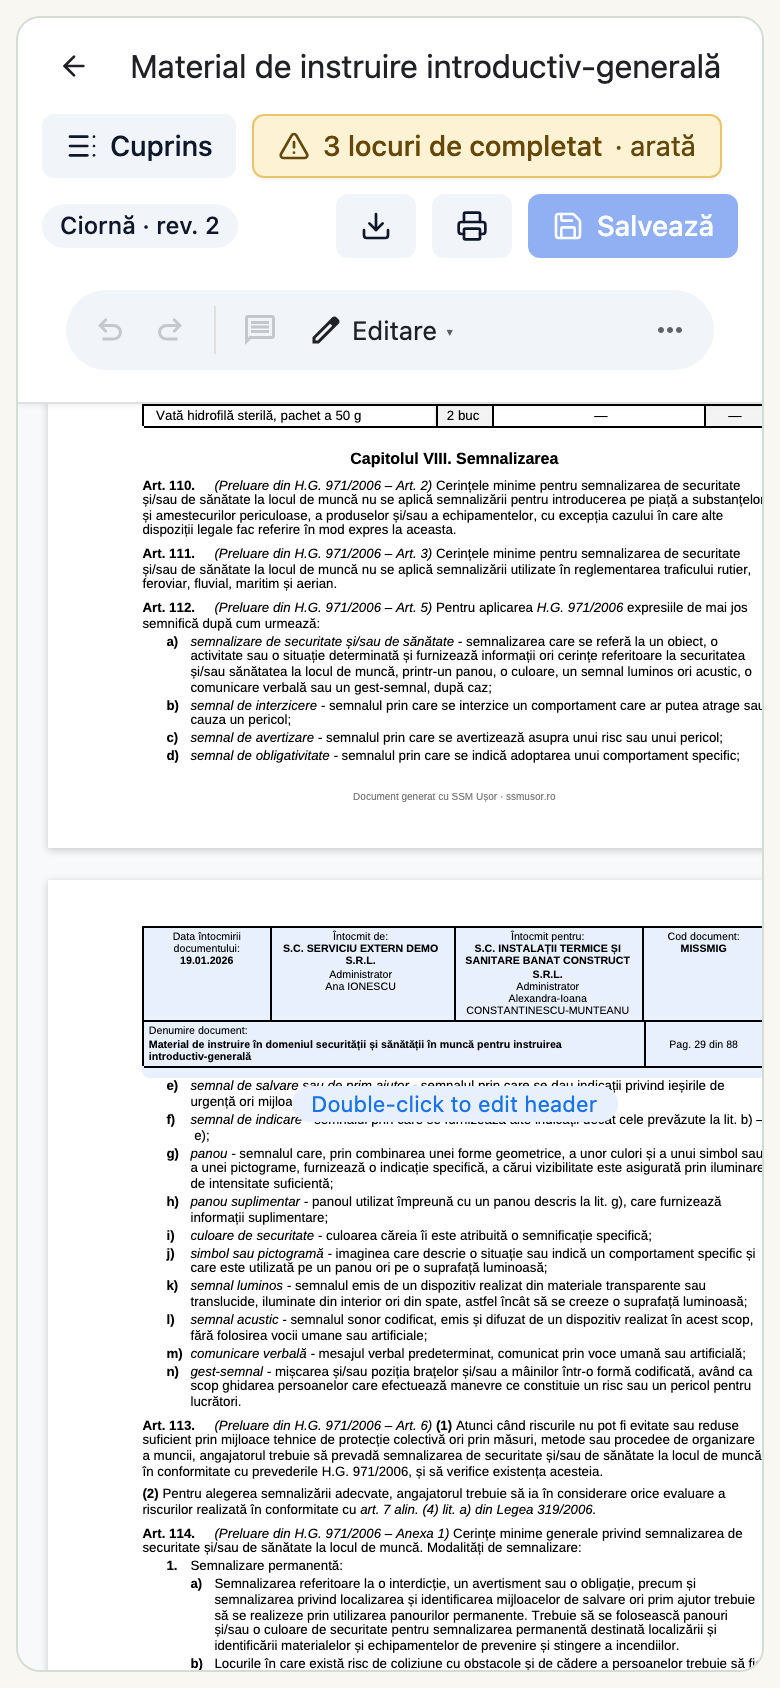 Material de instruire introductiv-generală
Cuprins
3 locuri de completat · arată
Ciornă · rev. 2
Salvează
Editare
Vată hidrofilă sterilă, pachet a 50 g 2 buc — —
Capitolul VIII. Semnalizarea
Art. 110. (Preluare din H.G. 971/2006 – Art. 2) Cerințele minime pentru semnalizarea de securitate
și/sau de sănătate la locul de muncă nu se aplică semnalizării pentru introducerea pe piață a substanțelor
și amestecurilor periculoase, a produselor și/sau a echipamentelor, cu excepția cazului în care alte
dispoziții legale fac referire în mod expres la aceasta.
Art. 111. (Preluare din H.G. 971/2006 – Art. 3) Cerințele minime pentru semnalizarea de securitate
și/sau de sănătate la locul de muncă nu se aplică semnalizării utilizate în reglementarea traficului rutier,
feroviar, fluvial, maritim și aerian.
Art. 112. (Preluare din H.G. 971/2006 – Art. 5) Pentru aplicarea H.G. 971/2006 expresiile de mai jos
semnifică după cum urmează:
a) semnalizare de securitate și/sau de sănătate - semnalizarea care se referă la un obiect, o
activitate sau o situație determinată și furnizează informații ori cerințe referitoare la securitatea
și/sau sănătatea la locul de muncă, printr-un panou, o culoare, un semnal luminos ori acustic, o
comunicare verbală sau un gest-semnal, după caz;
b) semnal de interzicere - semnalul prin care se interzice un comportament care ar putea atrage sau
cauza un pericol;
c) semnal de avertizare - semnalul prin care se avertizează asupra unui risc sau unui pericol;
d) semnal de obligativitate - semnalul prin care se indică adoptarea unui comportament specific;
Document generat cu SSM Ușor · ssmusor.ro
Data întocmirii
documentului:
19.01.2026
Întocmit de:
S.C. SERVICIU EXTERN DEMO
S.R.L.
Administrator
Ana IONESCU
Întocmit pentru:
S.C. INSTALAȚII TERMICE ȘI
SANITARE BANAT CONSTRUCT
S.R.L.
Administrator
Alexandra-Ioana
CONSTANTINESCU-MUNTEANU
Cod document:
MISSMIG
Denumire document:
Material de instruire în domeniul securității și sănătății în muncă pentru instruirea
introductiv-generală
Pag. 29 din 88
e) semnal de salvare sau de prim ajutor - semnalul prin care se dau indicații privind ieșirile de
urgență ori mijloa
Double-click to edit header
f) semnal de indicare - semnalul prin care se furnizează alte indicații decât cele prevăzute la lit. b) –
e);
g) panou - semnalul care, prin combinarea unei forme geometrice, a unor culori și a unui simbol sau
a unei pictograme, furnizează o indicație specifică, a cărui vizibilitate este asigurată prin iluminare
de intensitate suficientă;
h) panou suplimentar - panoul utilizat împreună cu un panou descris la lit. g), care furnizează
informații suplimentare;
i) culoare de securitate - culoarea căreia îi este atribuită o semnificație specifică;
j) simbol sau pictogramă - imaginea care descrie o situație sau indică un comportament specific și
care este utilizată pe un panou ori pe o suprafață luminoasă;
k) semnal luminos - semnalul emis de un dispozitiv realizat din materiale transparente sau
translucide, iluminate din interior ori din spate, astfel încât să se creeze o suprafață luminoasă;
l) semnal acustic - semnalul sonor codificat, emis și difuzat de un dispozitiv realizat în acest scop,
fără folosirea vocii umane sau artificiale;
m) comunicare verbală - mesajul verbal predeterminat, comunicat prin voce umană sau artificială;
n) gest-semnal - mișcarea și/sau poziția brațelor și/sau a mâinilor într-o formă codificată, având ca
scop ghidarea persoanelor care efectuează manevre ce constituie un risc sau un pericol pentru
lucrători.
Art. 113. (Preluare din H.G. 971/2006 – Art. 6) (1) Atunci când riscurile nu pot fi evitate sau reduse
suficient prin mijloace tehnice de protecție colectivă ori prin măsuri, metode sau procedee de organizare
a muncii, angajatorul trebuie să prevadă semnalizarea de securitate și/sau de sănătate la locul de muncă
în conformitate cu prevederile H.G. 971/2006, și să verifice existența acesteia.
(2) Pentru alegerea semnalizării adecvate, angajatorul trebuie să ia în considerare orice evaluare a
riscurilor realizată în conformitate cu art. 7 alin. (4) lit. a) din Legea 319/2006.
Art. 114. (Preluare din H.G. 971/2006 – Anexa 1) Cerințe minime generale privind semnalizarea de
securitate și/sau de sănătate la locul de muncă. Modalități de semnalizare:
1. Semnalizare permanentă:
a) Semnalizarea referitoare la o interdicție, un avertisment sau o obligație, precum și
semnalizarea privind localizarea și identificarea mijloacelor de salvare ori prim ajutor trebuie
să se realizeze prin utilizarea panourilor permanente. Trebuie să se folosească panouri
și/sau o culoare de securitate pentru semnalizarea permanentă destinată localizării și
identificării materialelor și echipamentelor de prevenire și stingere a incendiilor.
b) Locurile în care există risc de coliziune cu obstacole și de cădere a persoanelor trebuie să fie